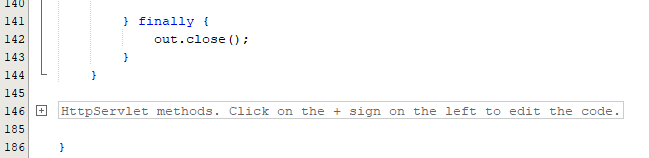 140
141 } finally {
142 out.close();
143 }
144 }
145
146 + HttpServlet methods. Click on the + sign on the left to edit the code.
185
186 }